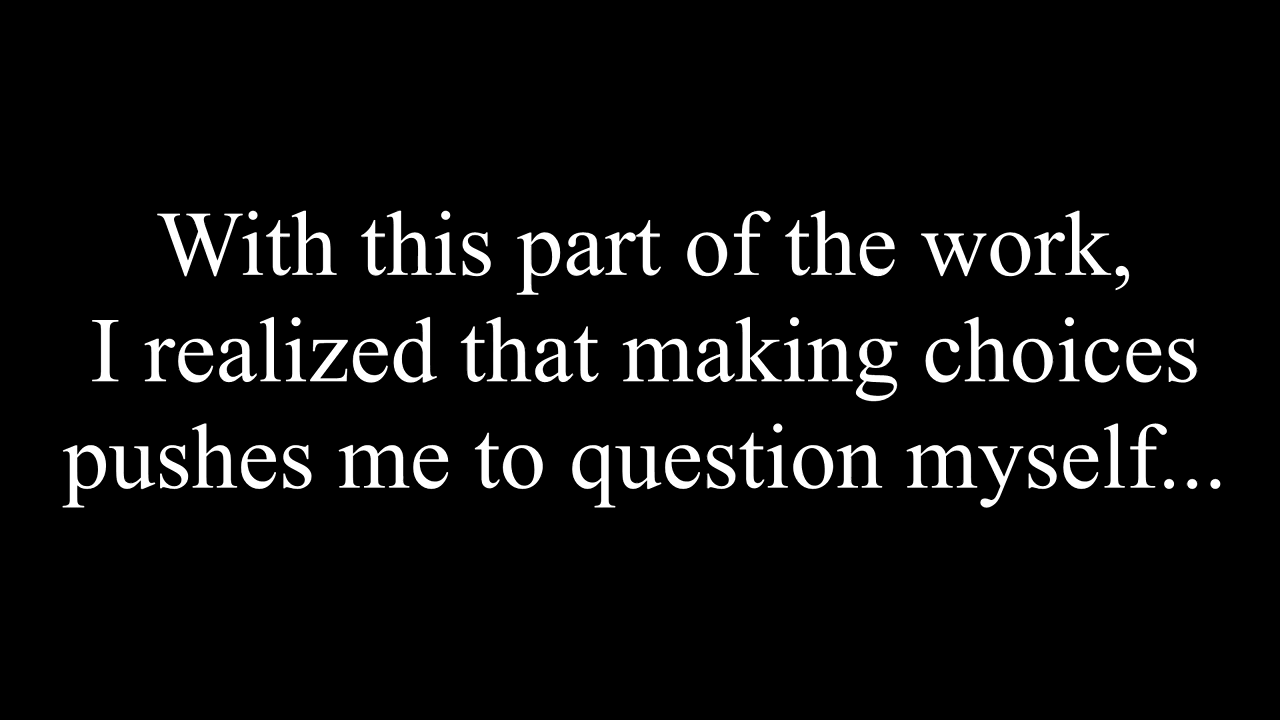 With this part of the work,
I realized that making choices
pushes me to question myself...